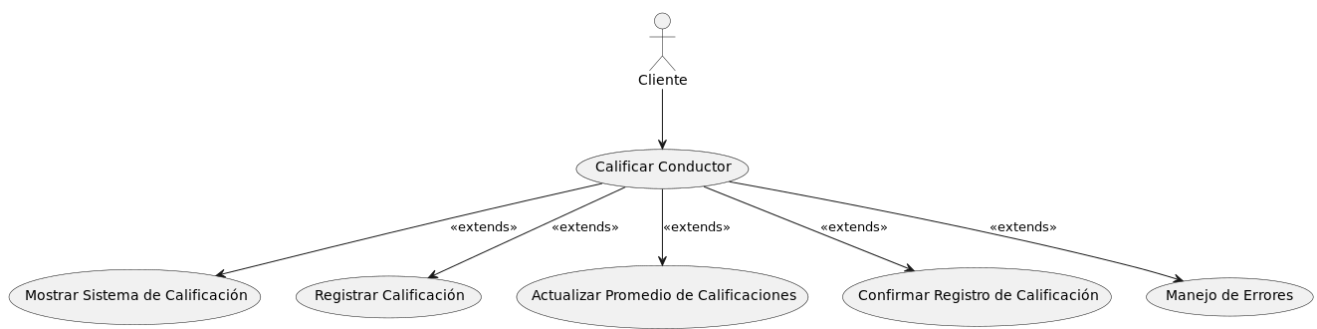 Cliente
Calificar Conductor
«extends»
«extends»
«extends»
«extends»
«extends»
Mostrar Sistema de Calificación
Registrar Calificación
Actualizar Promedio de Calificaciones
Confirmar Registro de Calificación
Manejo de Errores